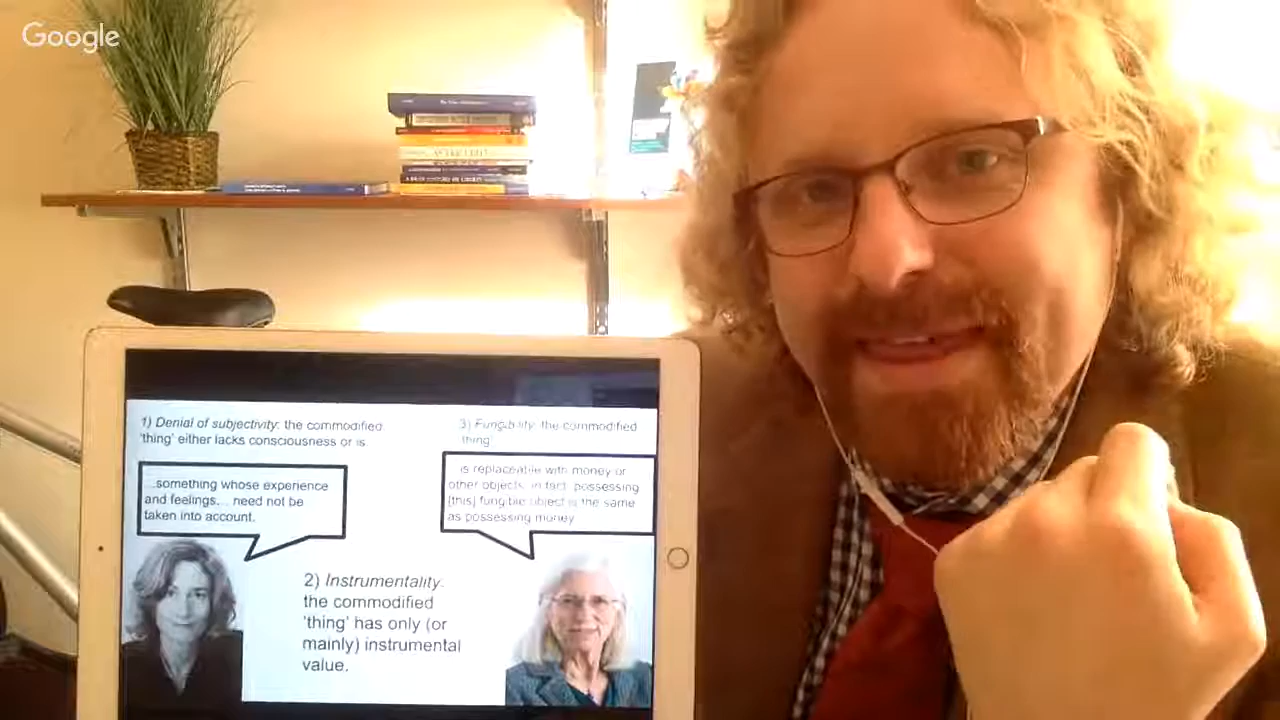 Google
1) Denial of subjectivity: the commodified
'thing' either lacks consciousness or is
3) Fungibility: the commodified
thing'
...something whose experience
and feelings... need not be
taken into account.
is replaceable with money or
other objects, in fact, possessing
[this] fungible object is the same
as possessing money
2) Instrumentality:
the commodified
'thing' has only (or
mainly) instrumental
value.